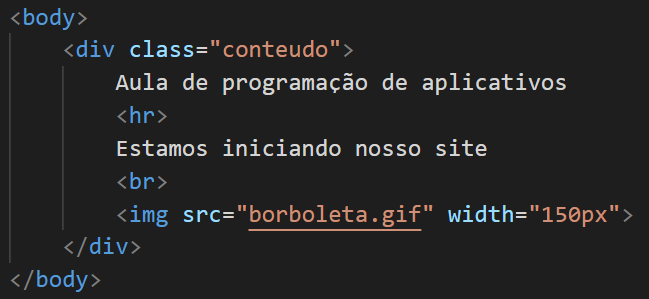 <body>
<div class="conteudo">
Aula de programação de aplicativos
<hr>
Estamos iniciando nosso site
<br>
<img src="borboleta.gif" width="150px">
</div>
</body>